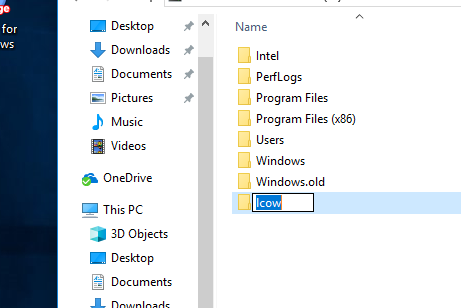 for
ws
Desktop
Downloads
Documents
Pictures
Music
Videos
OneDrive
This PC
3D Objects
Desktop
Documents
Downloads
Name
Intel
PerfLogs
Program Files
Program Files (x86)
Users
Windows
Windows.old
lcow